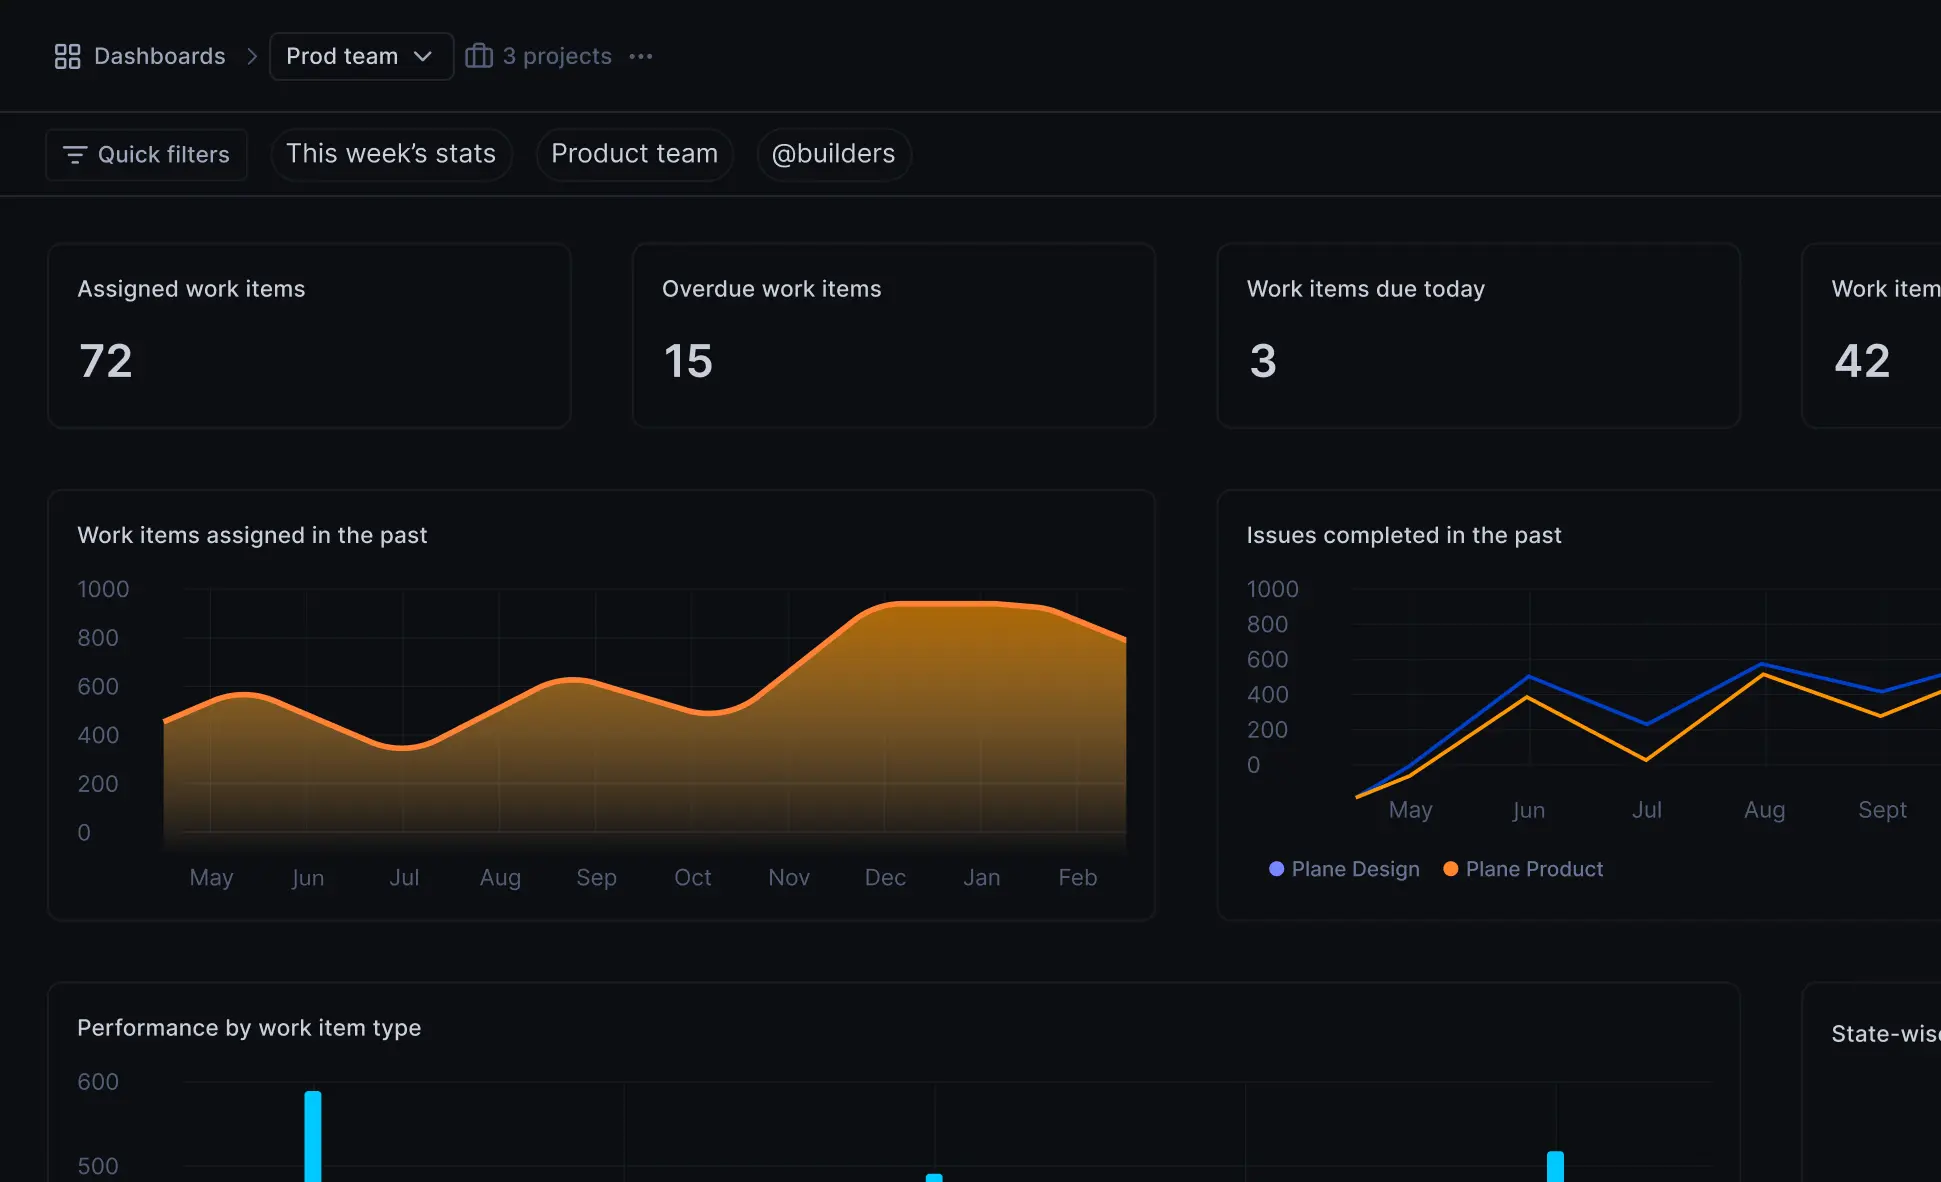 Dashboards Prod team 3 projects
Quick filters This week’s stats Product team @builders
Assigned work items
72
Overdue work items
15
Work items due today
3
Work item
42
Work items assigned in the past
1000
800
600
400
200
0
May Jun Jul Aug Sep Oct Nov Dec Jan Feb
Issues completed in the past
1000
800
600
400
200
0
May Jun Jul Aug Sept
Plane Design Plane Product
Performance by work item type
600
500
State-wis